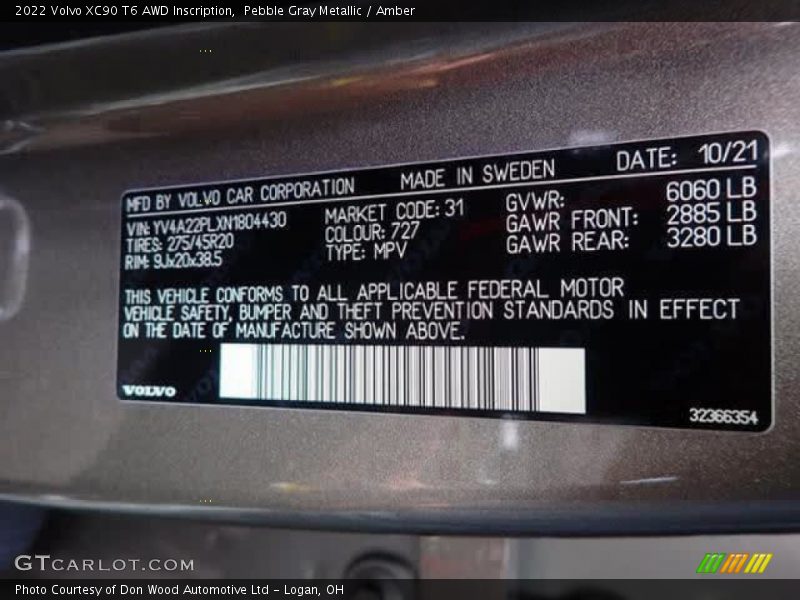 2022 Volvo XC90 T6 AWD Inscription, Pebble Gray Metallic / Amber
MFD BY VOLVO CAR CORPORATION MADE IN SWEDEN DATE: 10/21
VIN: YV4A22PLXN1804430 MARKET CODE: 31 GVWR: 6060 LB
TIRES: 275/45R20 COLOUR: 727 GAWR FRONT: 2885 LB
RIM: 9Jx20x38.5 TYPE: MPV GAWR REAR: 3280 LB
THIS VEHICLE CONFORMS TO ALL APPLICABLE FEDERAL MOTOR
VEHICLE SAFETY, BUMPER AND THEFT PREVENTION STANDARDS IN EFFECT
ON THE DATE OF MANUFACTURE SHOWN ABOVE.
VOLVO 32366354
GTCARLOT.COM
Photo Courtesy of Don Wood Automotive Ltd - Logan, OH